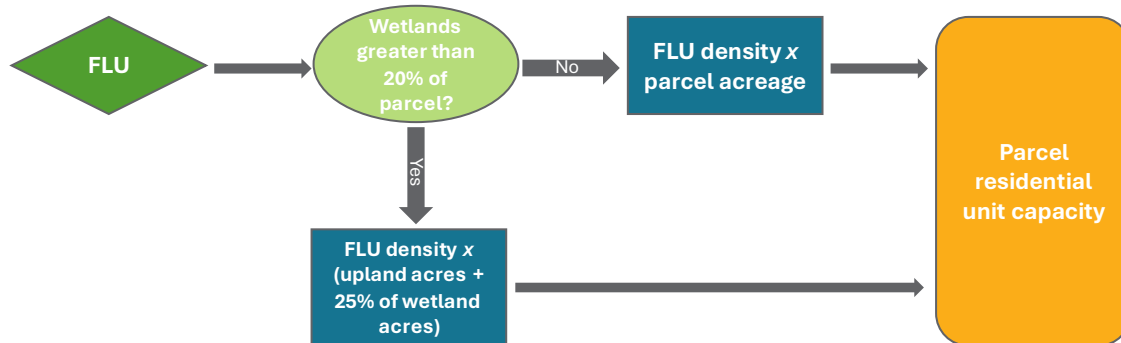 FLU
Wetlands
greater than
20% of
parcel?
No
FLU density x
parcel acreage
Yes
FLU density x
(upland acres +
25% of wetland
acres)
Parcel
residential
unit capacity